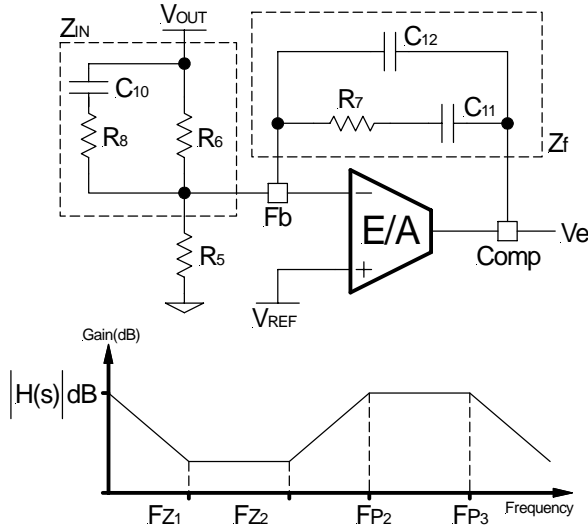 VOUT
ZIN
C12
C10
R7
C11
R8
R6
Zf
Fb
E/A
Ve
R5
Comp
VREF
Gain(dB)
|H(s)|dB
FZ1 FZ2 FP2 FP3 Frequency